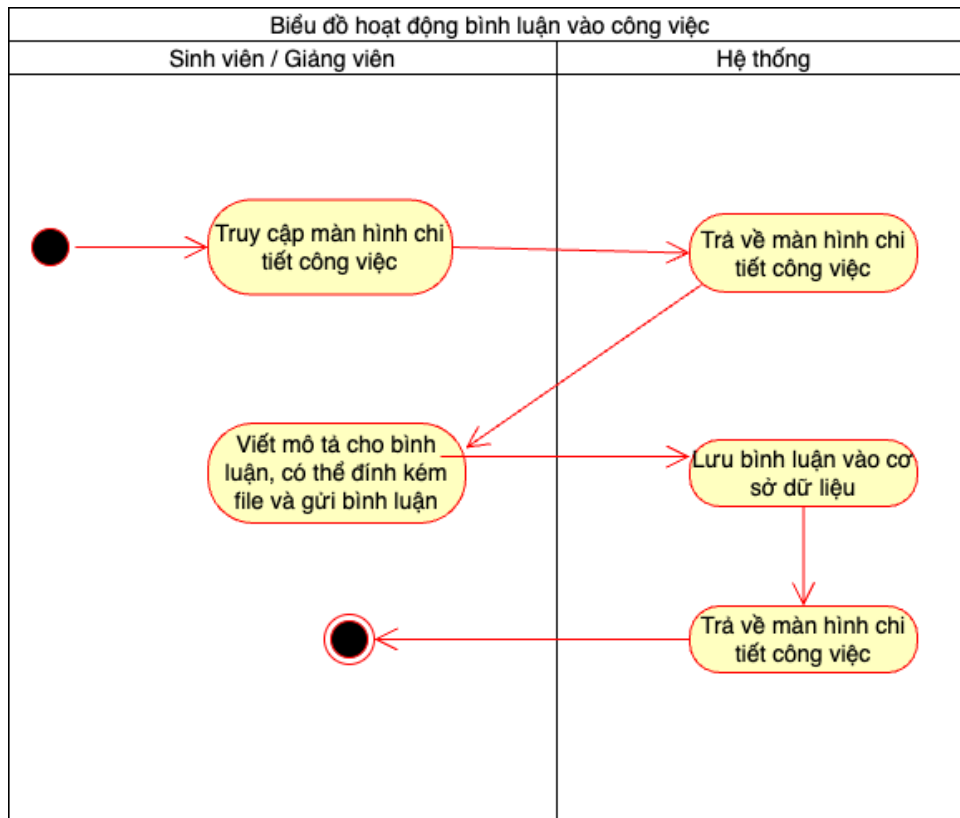 Biểu đồ hoạt động bình luận vào công việc
Sinh viên / Giảng viên
Hệ thống
Truy cập màn hình chi
tiết công việc
Trả về màn hình chi
tiết công việc
Viết mô tả cho bình
luận, có thể đính kém
file và gửi bình luận
Lưu bình luận vào cơ
sở dữ liệu
Trả về màn hình chi
tiết công việc